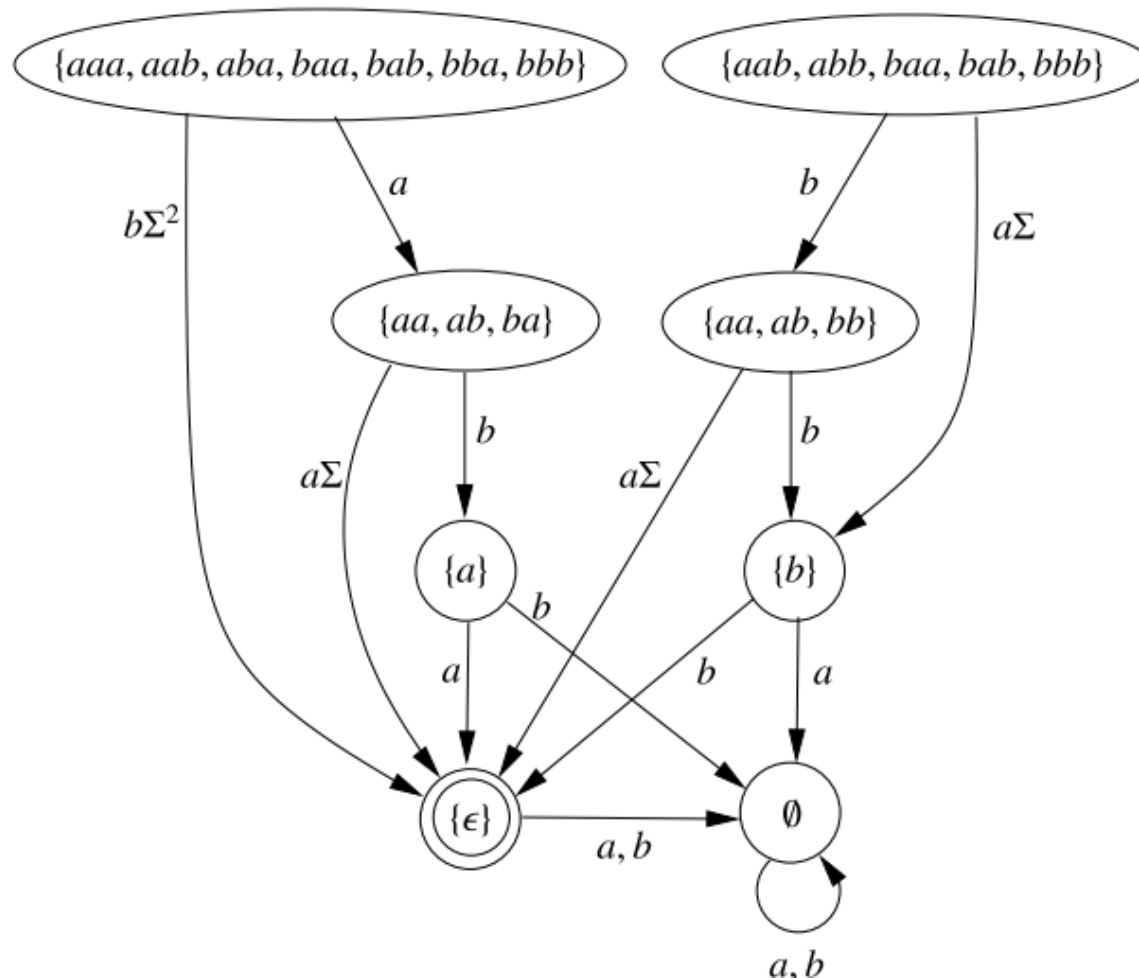 {aaa, aab, aba, baa, bab, bba, bbb} {aab, abb, baa, bab, bbb}
a b
bΣ² aΣ
{aa, ab, ba} {aa, ab, bb}
b b
aΣ aΣ
{a} {b}
b
a b a
{ϵ} ∅
a, b
a, b